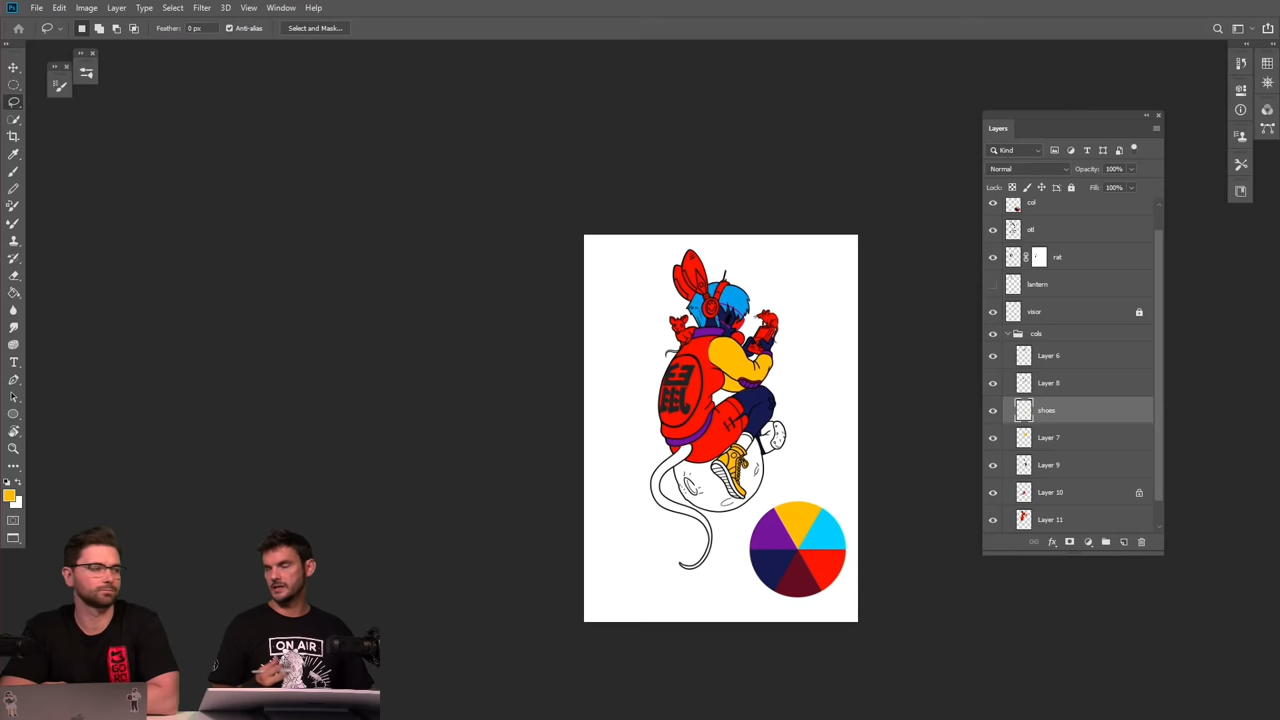 Ps File Edit Image Layer Type Select Filter 3D View Window Help
Feather: 0 px Anti-alias Select and Mask...
Layers
Kind
Normal Opacity: 100%
Lock: Fill: 100%
col
otl
rat
lantern
visor
cols
Layer 6
Layer 8
shoes
Layer 7
Layer 9
Layer 10
Layer 11
fx
鼠
ON AIR